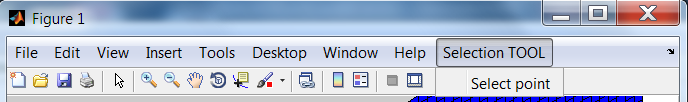 Figure 1
File Edit View Insert Tools Desktop Window Help Selection TOOL
Select point